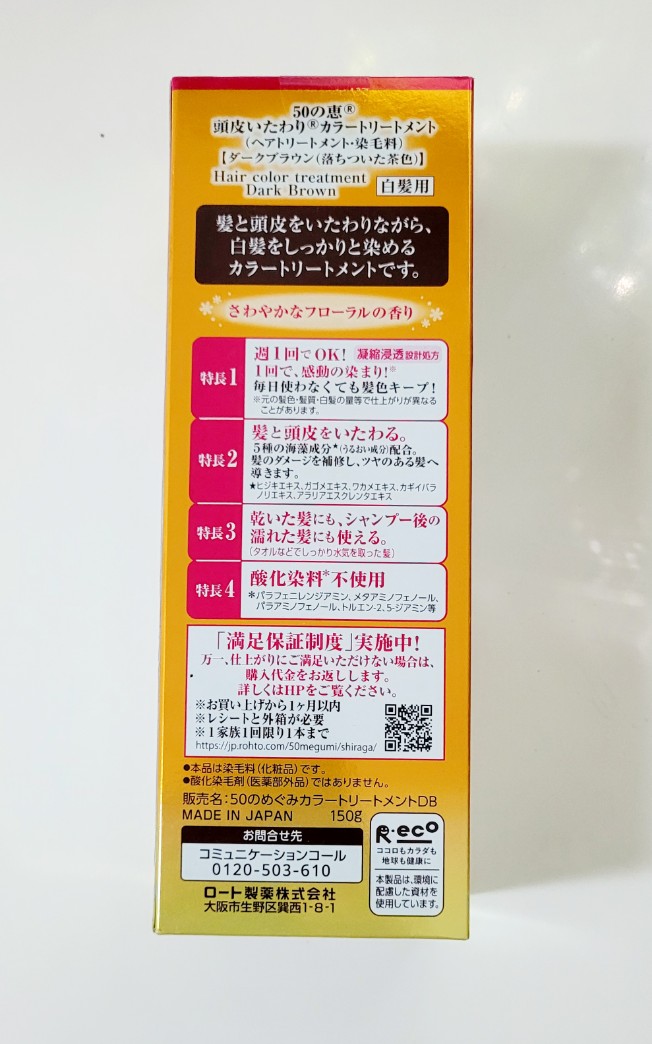 50の恵®
頭皮いたわり®カラートリートメント
(ヘアトリートメント・染毛料)
【ダークブラウン(落ちついた茶色)】
Hair color treatment
Dark Brown
白髪用
髪と頭皮をいたわりながら、
白髪をしっかりと染める
カラートリートメントです。
さわやかなフローラルの香り
特長1
週1回でOK! 凝縮浸透設計処方
1回で、感動の染まり!※
毎日使わなくても髪色キープ!
※元の髪色・髪質・白髪の量等で仕上がりが異なる
ことがあります。
特長2
髪と頭皮をいたわる。
5種の海藻成分★(うるおい成分)配合。
髪のダメージを補修し、ツヤのある髪へ
導きます。
★ヒジキエキス、ガゴメエキス、ワカメエキス、カギイバラ
ノリエキス、アラリアエスクレンタエキス
特長3
乾いた髪にも、シャンプー後の
濡れた髪にも使える。
(タオルなどでしっかり水気を取った髪)
特長4
酸化染料*不使用
*パラフェニレンジアミン、メタアミノフェノール、
パラアミノフェノール、トルエン-2、5-ジアミン等
「満足保証制度」実施中!
万一、仕上がりにご満足いただけない場合は、
購入代金をお返しします。
詳しくはHPをご覧ください。
※お買い上げから1ヶ月以内
※レシートと外箱が必要
※1家族1回限り1本まで
https://jp.rohto.com/50megumi/shiraga/
●本品は染毛料(化粧品)です。
●酸化染毛剤(医薬部外品)ではありません。
販売名:50のめぐみカラートリートメントDB
MADE IN JAPAN 150g
お問合せ先
コミュニケーションコール
0120-503-610
ロート製薬株式会社
大阪市生野区巽西1-8-1
R・eco
ココロもカラダも
地球も健康に
本製品は、環境に
配慮した資材を
使用しています。